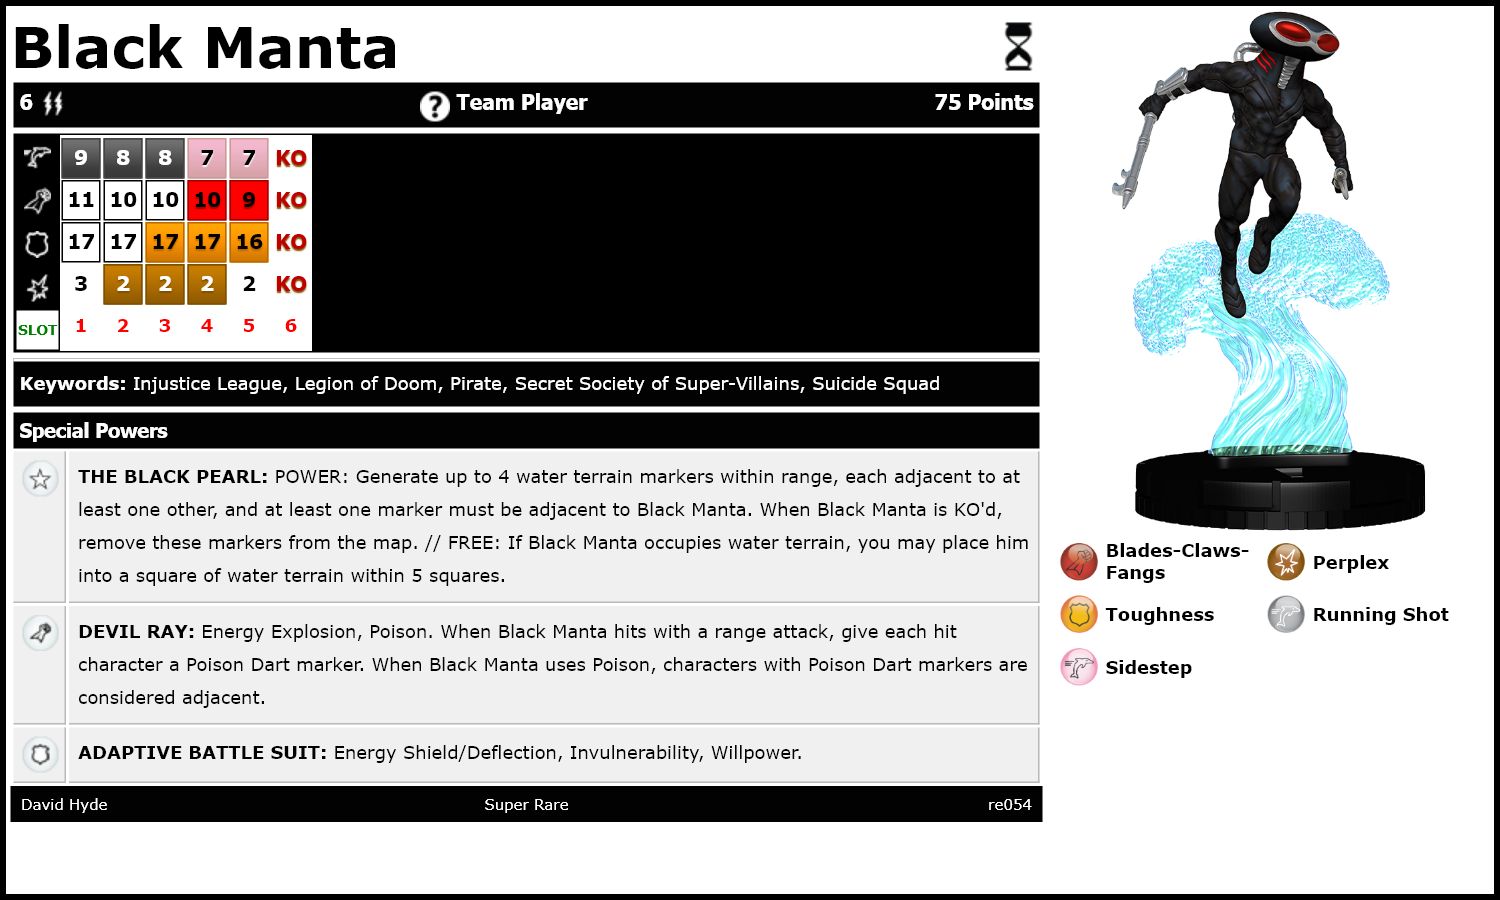 Black Manta
6 ? Team Player 75 Points
9 8 8 7 7 KO
11 10 10 10 9 KO
17 17 17 17 16 KO
3 2 2 2 2 KO
SLOT 1 2 3 4 5 6
Keywords: Injustice League, Legion of Doom, Pirate, Secret Society of Super-Villains, Suicide Squad
Special Powers
THE BLACK PEARL: POWER: Generate up to 4 water terrain markers within range, each adjacent to at
least one other, and at least one marker must be adjacent to Black Manta. When Black Manta is KO'd,
remove these markers from the map. // FREE: If Black Manta occupies water terrain, you may place him
into a square of water terrain within 5 squares.
DEVIL RAY: Energy Explosion, Poison. When Black Manta hits with a range attack, give each hit
character a Poison Dart marker. When Black Manta uses Poison, characters with Poison Dart markers are
considered adjacent.
ADAPTIVE BATTLE SUIT: Energy Shield/Deflection, Invulnerability, Willpower.
David Hyde Super Rare re054
Blades-Claws-
Fangs
Perplex
Toughness
Running Shot
Sidestep